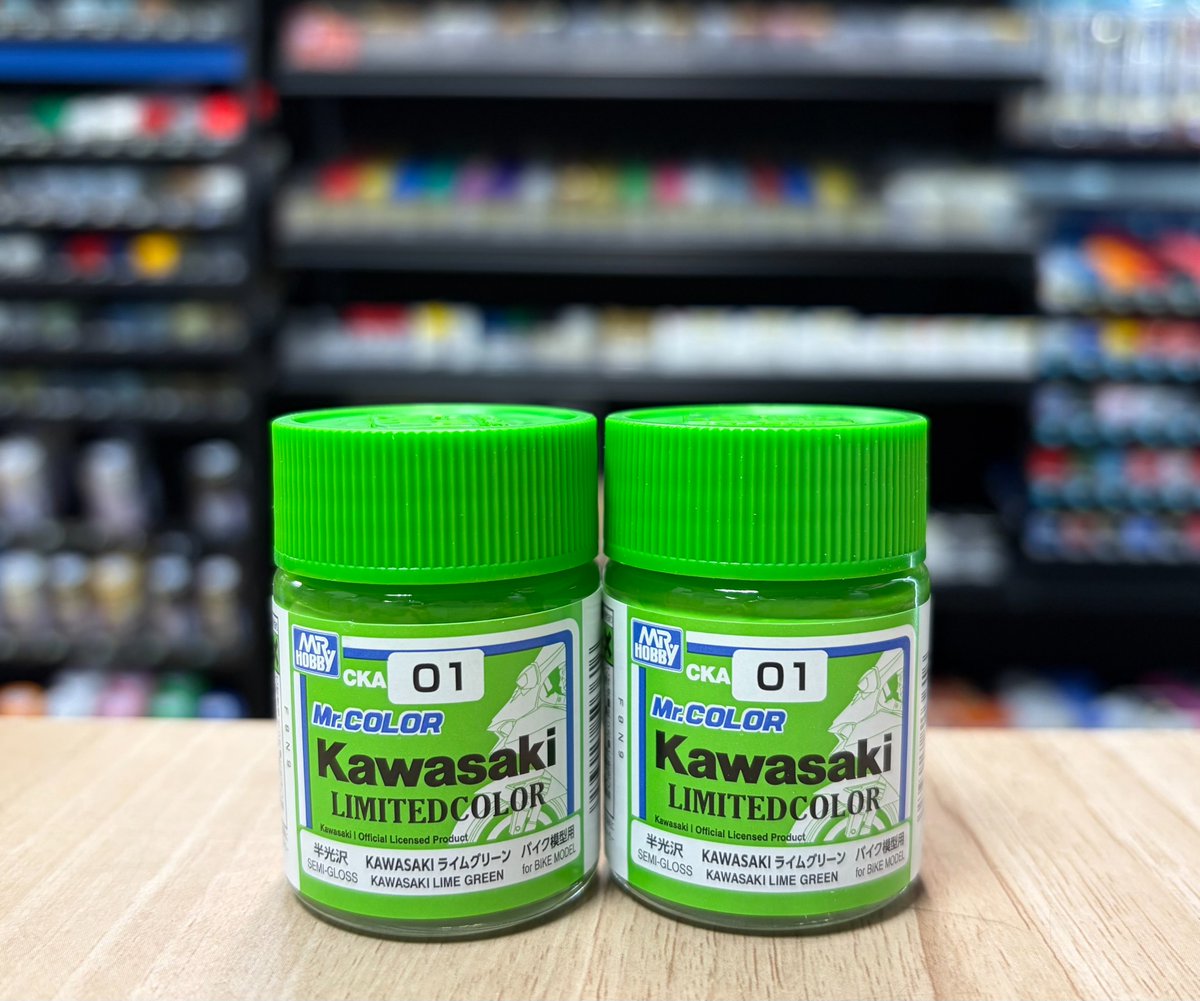 MR HOBBY
CKA 01
Mr.COLOR
Kawasaki
LIMITEDCOLOR
Kawasaki | Official Licensed Product
半光沢
SEMI-GLOSS
KAWASAKI ライムグリーン
KAWASAKI LIME GREEN
バイク模型用
for BIKE MODEL
F8N9
MR HOBBY
CKA 01
Mr.COLOR
Kawasaki
LIMITEDCOLOR
Kawasaki | Official Licensed Product
半光沢
SEMI-GLOSS
KAWASAKI ライムグリーン
KAWASAKI LIME GREEN
バイク模型用
for BIKE MODEL
F8N9